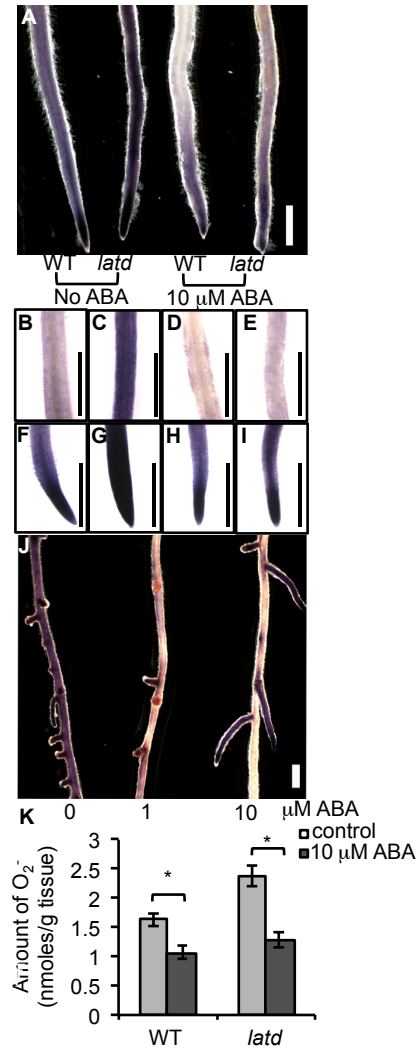 A
WT latd WT latd
No ABA 10 µM ABA
B C D E
F G H I
J
0 1 10 µM ABA
K
control
10 µM ABA
3
2.5
2
1.5
1
0.5
0
Amount of O₂⁻
(nmoles/g tissue)
* *
WT latd